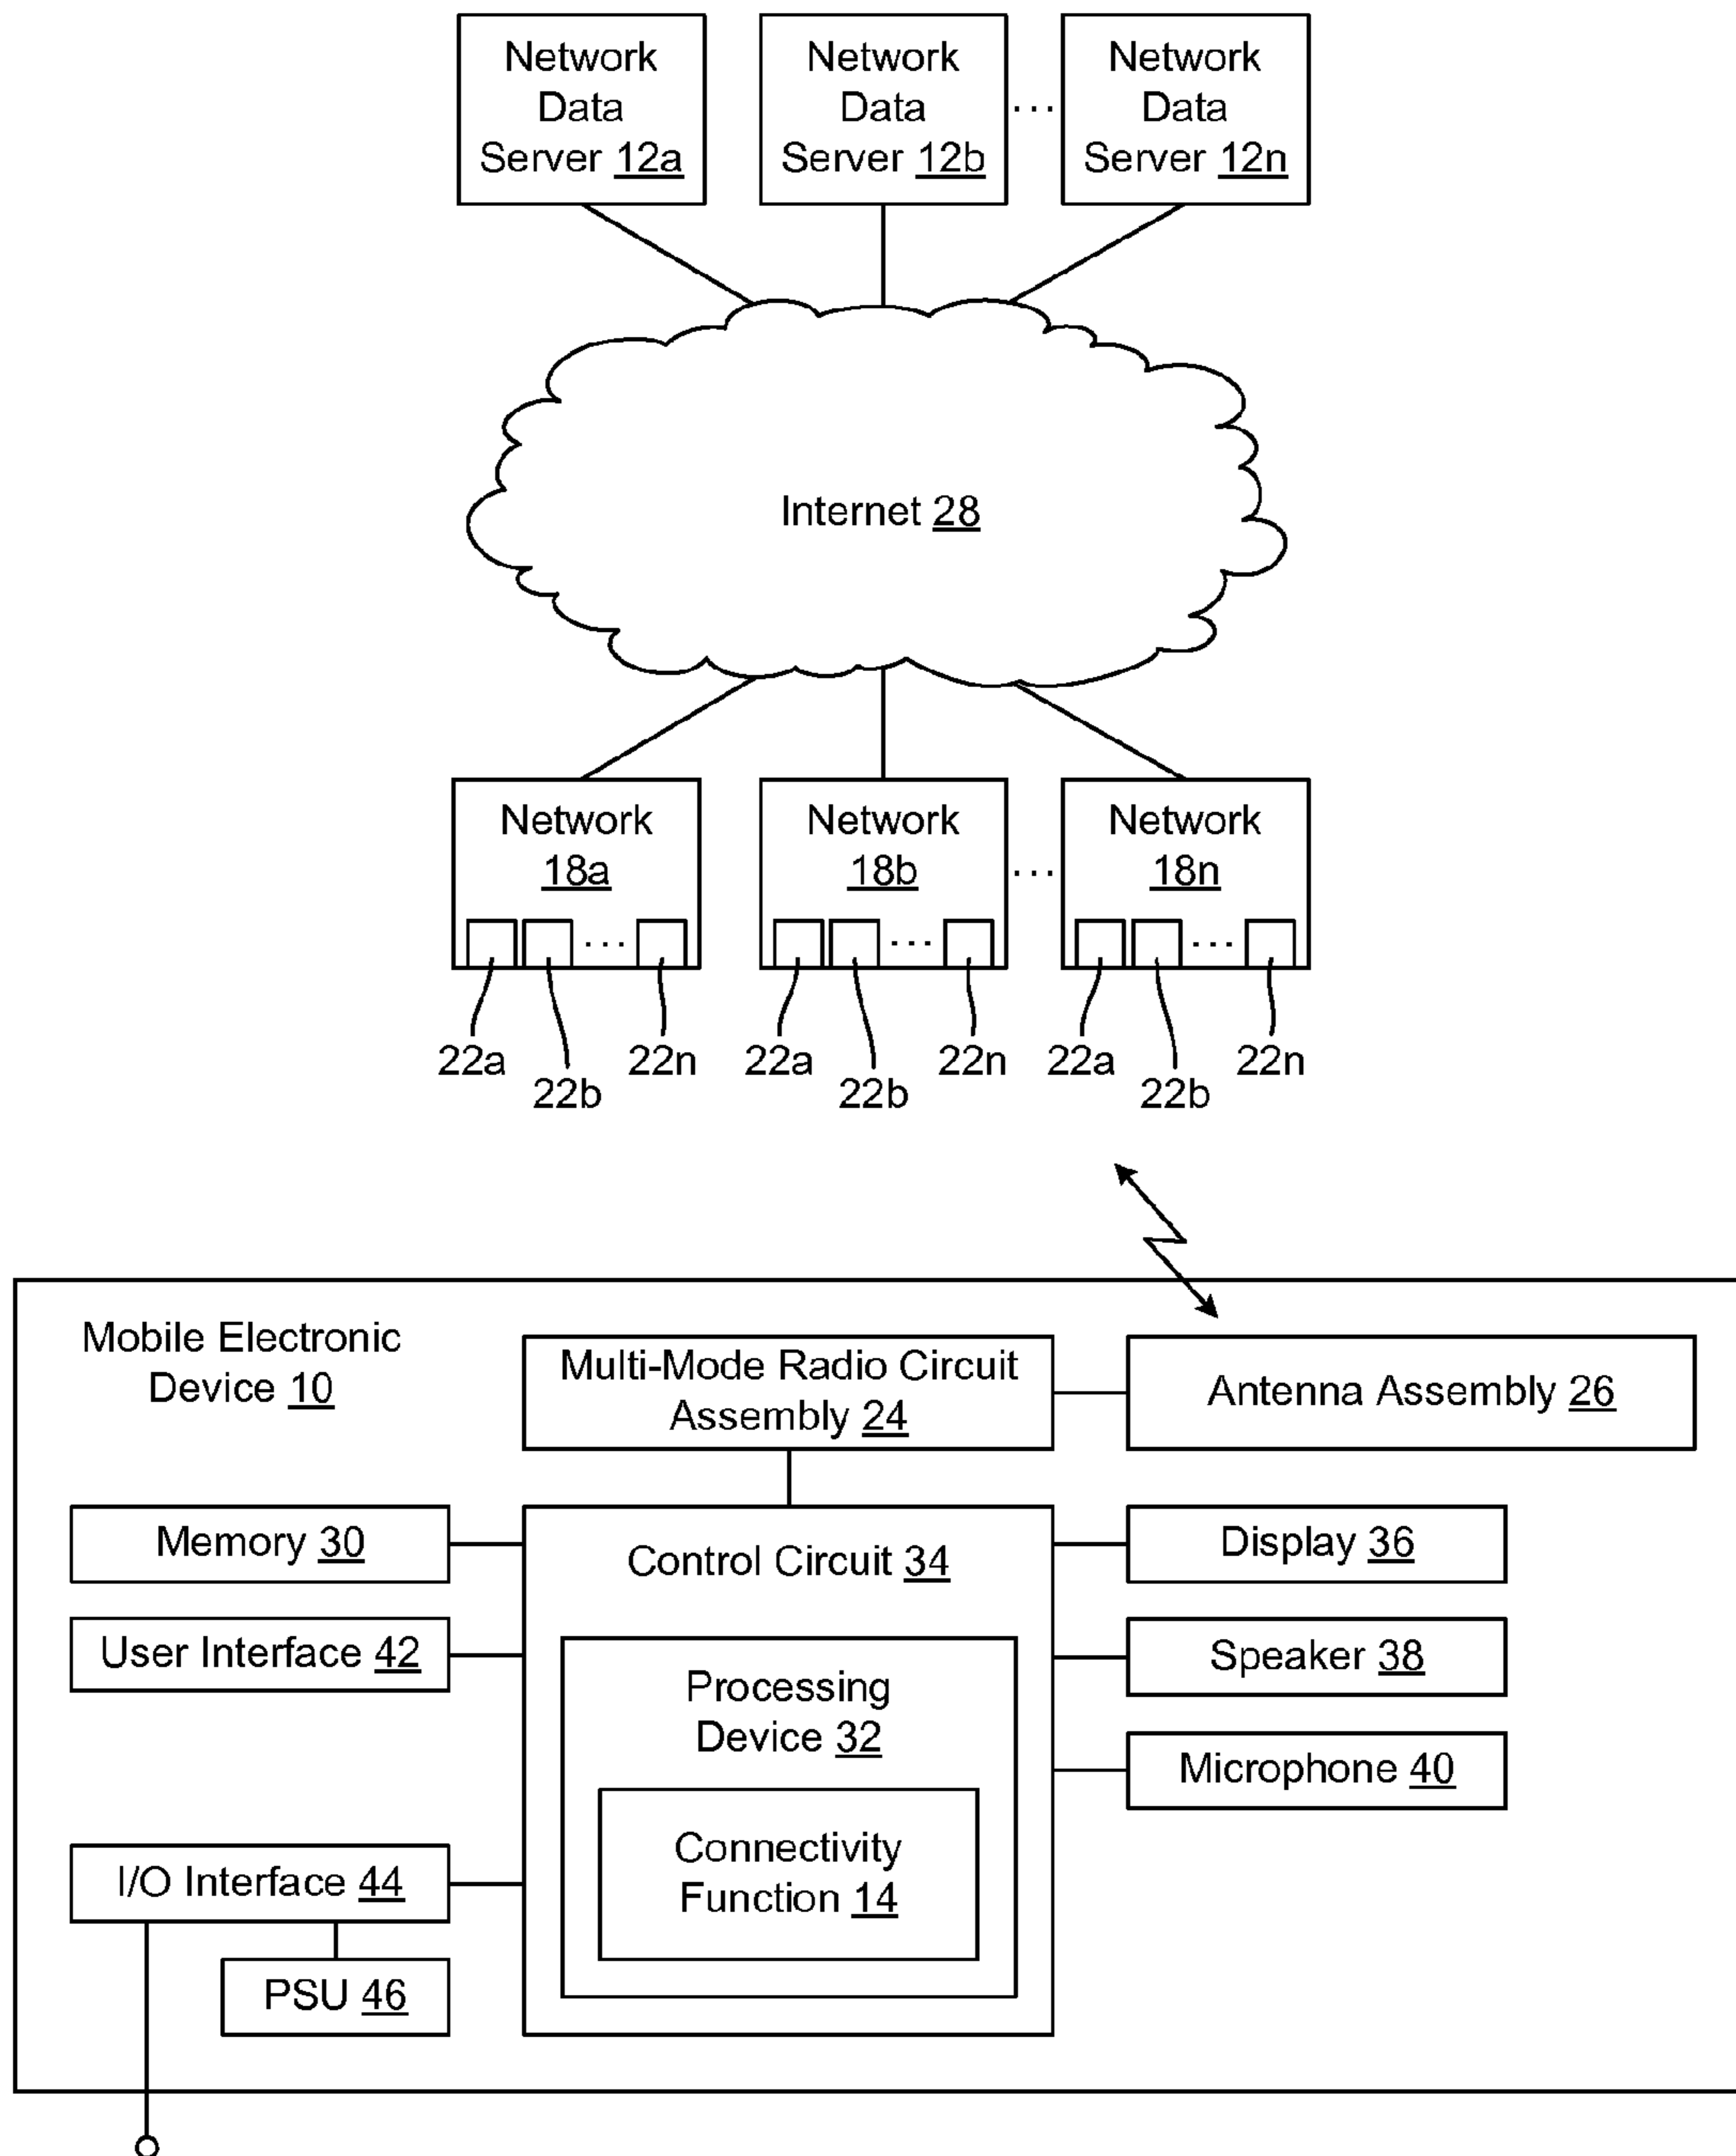 Network
Data
Server 12a
Network
Data
Server 12b
...
Network
Data
Server 12n
Internet 28
Network
18a
...
22a
22b
22n
Network
18b
...
22a
22b
22n
...
Network
18n
...
22a
22b
22n
Mobile Electronic
Device 10
Multi-Mode Radio Circuit
Assembly 24
Antenna Assembly 26
Memory 30
User Interface 42
I/O Interface 44
PSU 46
Control Circuit 34
Processing
Device 32
Connectivity
Function 14
Display 36
Speaker 38
Microphone 40